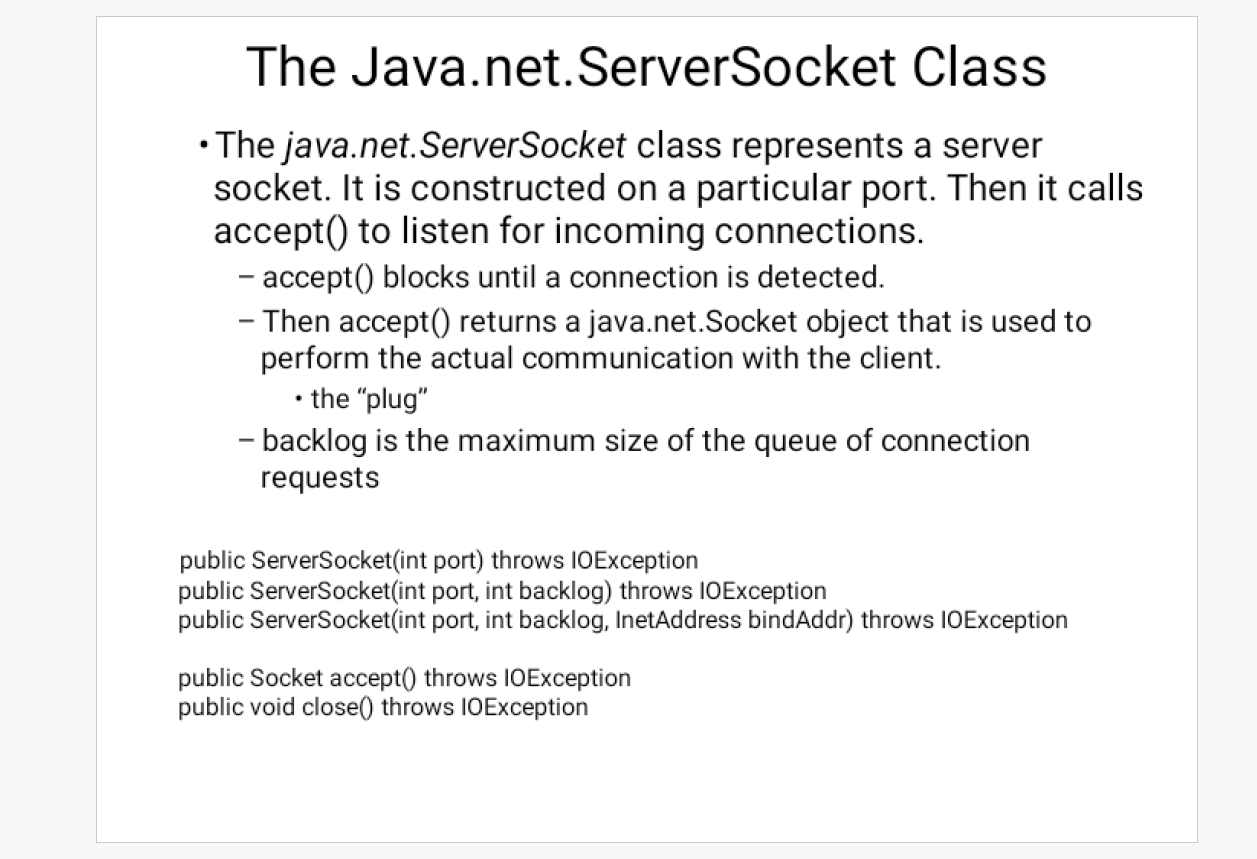 The Java.net.ServerSocket Class
• The java.net.ServerSocket class represents a server
socket. It is constructed on a particular port. Then it calls
accept() to listen for incoming connections.
– accept() blocks until a connection is detected.
– Then accept() returns a java.net.Socket object that is used to
perform the actual communication with the client.
• the “plug”
– backlog is the maximum size of the queue of connection
requests
public ServerSocket(int port) throws IOException
public ServerSocket(int port, int backlog) throws IOException
public ServerSocket(int port, int backlog, InetAddress bindAddr) throws IOException
public Socket accept() throws IOException
public void close() throws IOException